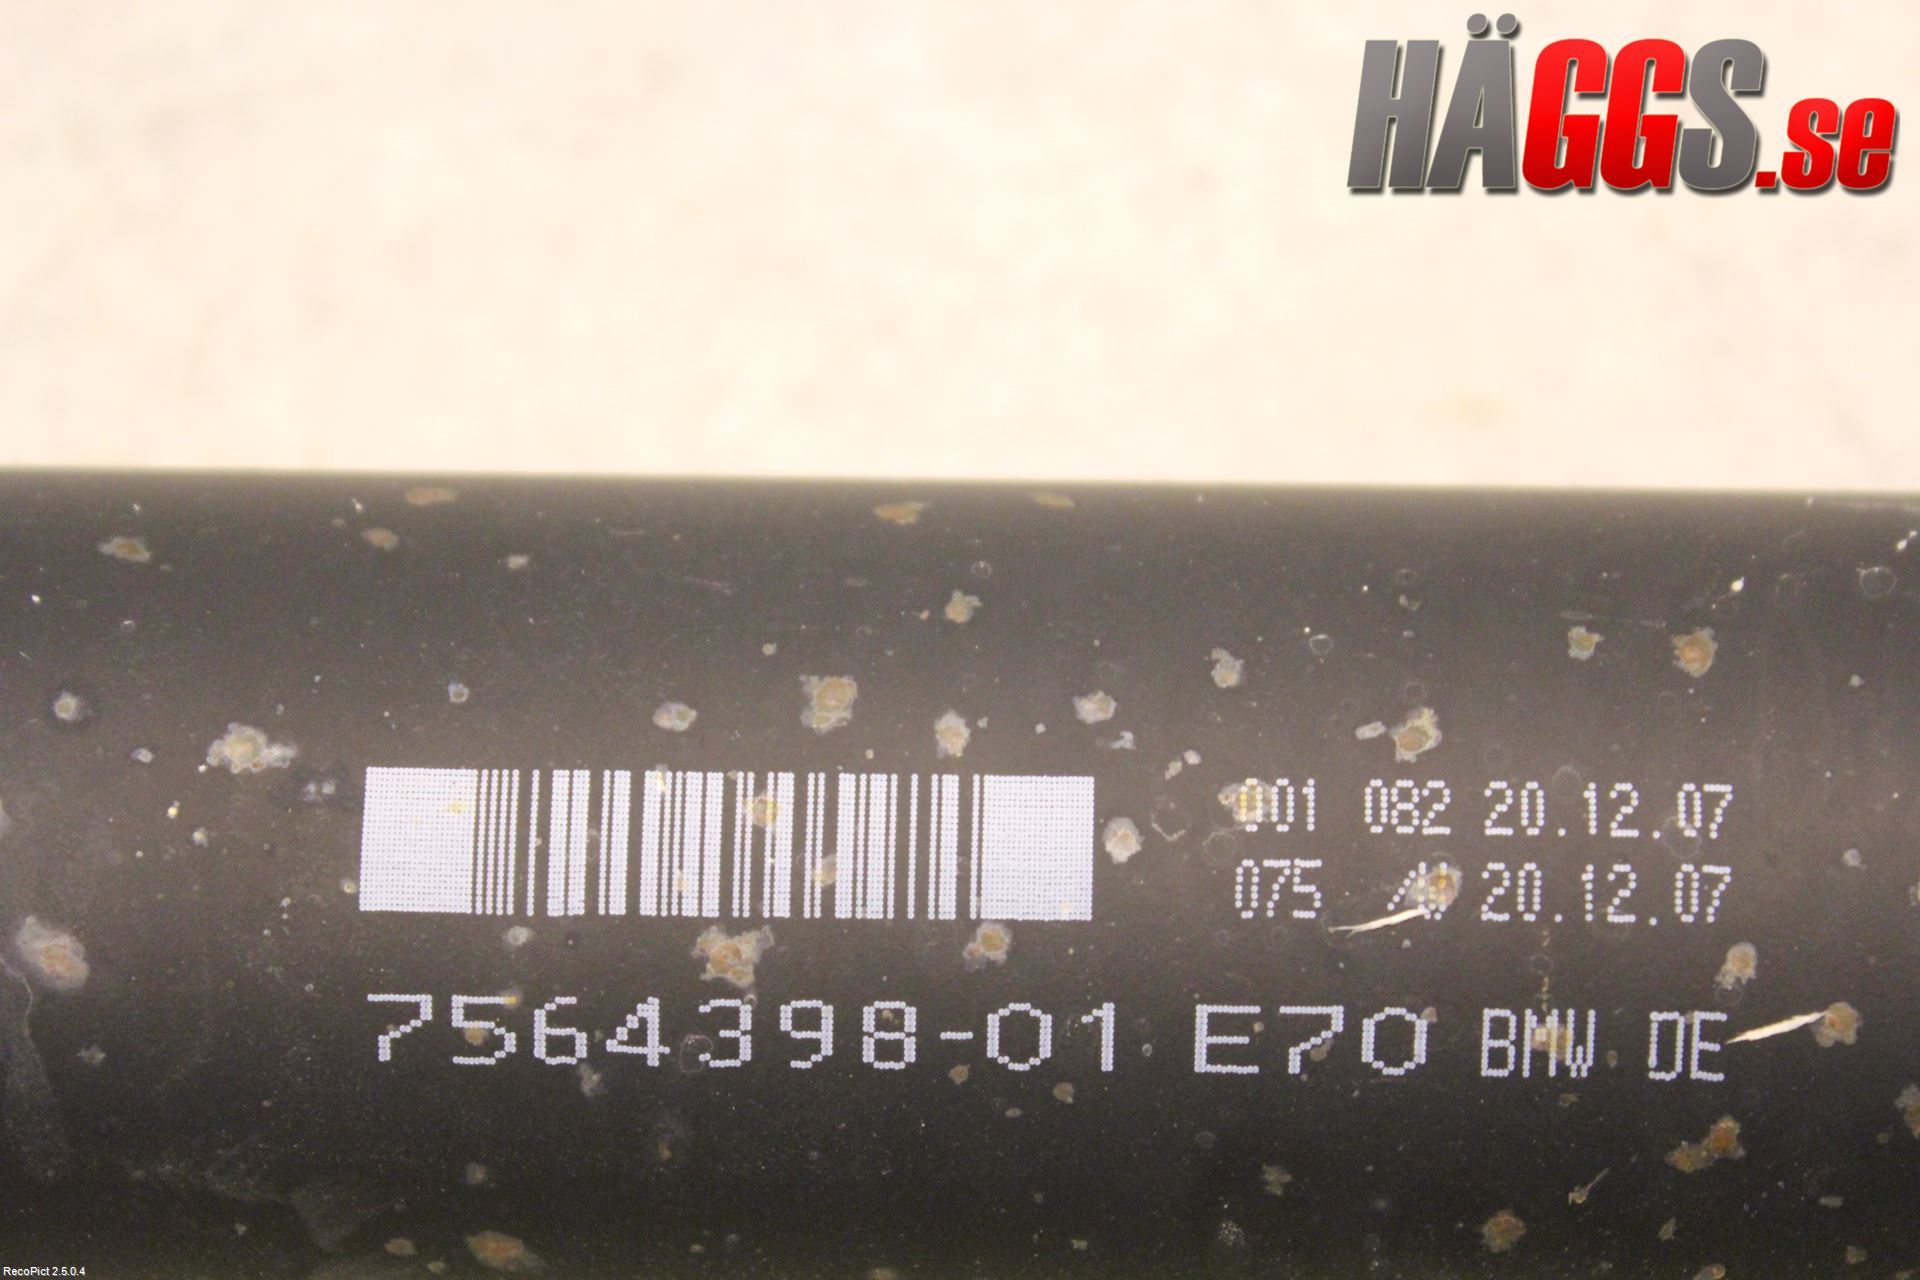 HÄGGS.se
001 082 20.12.07
075 20.12.07
7564398-01 E70 BMW DE
RecoPict 2.5.0.4